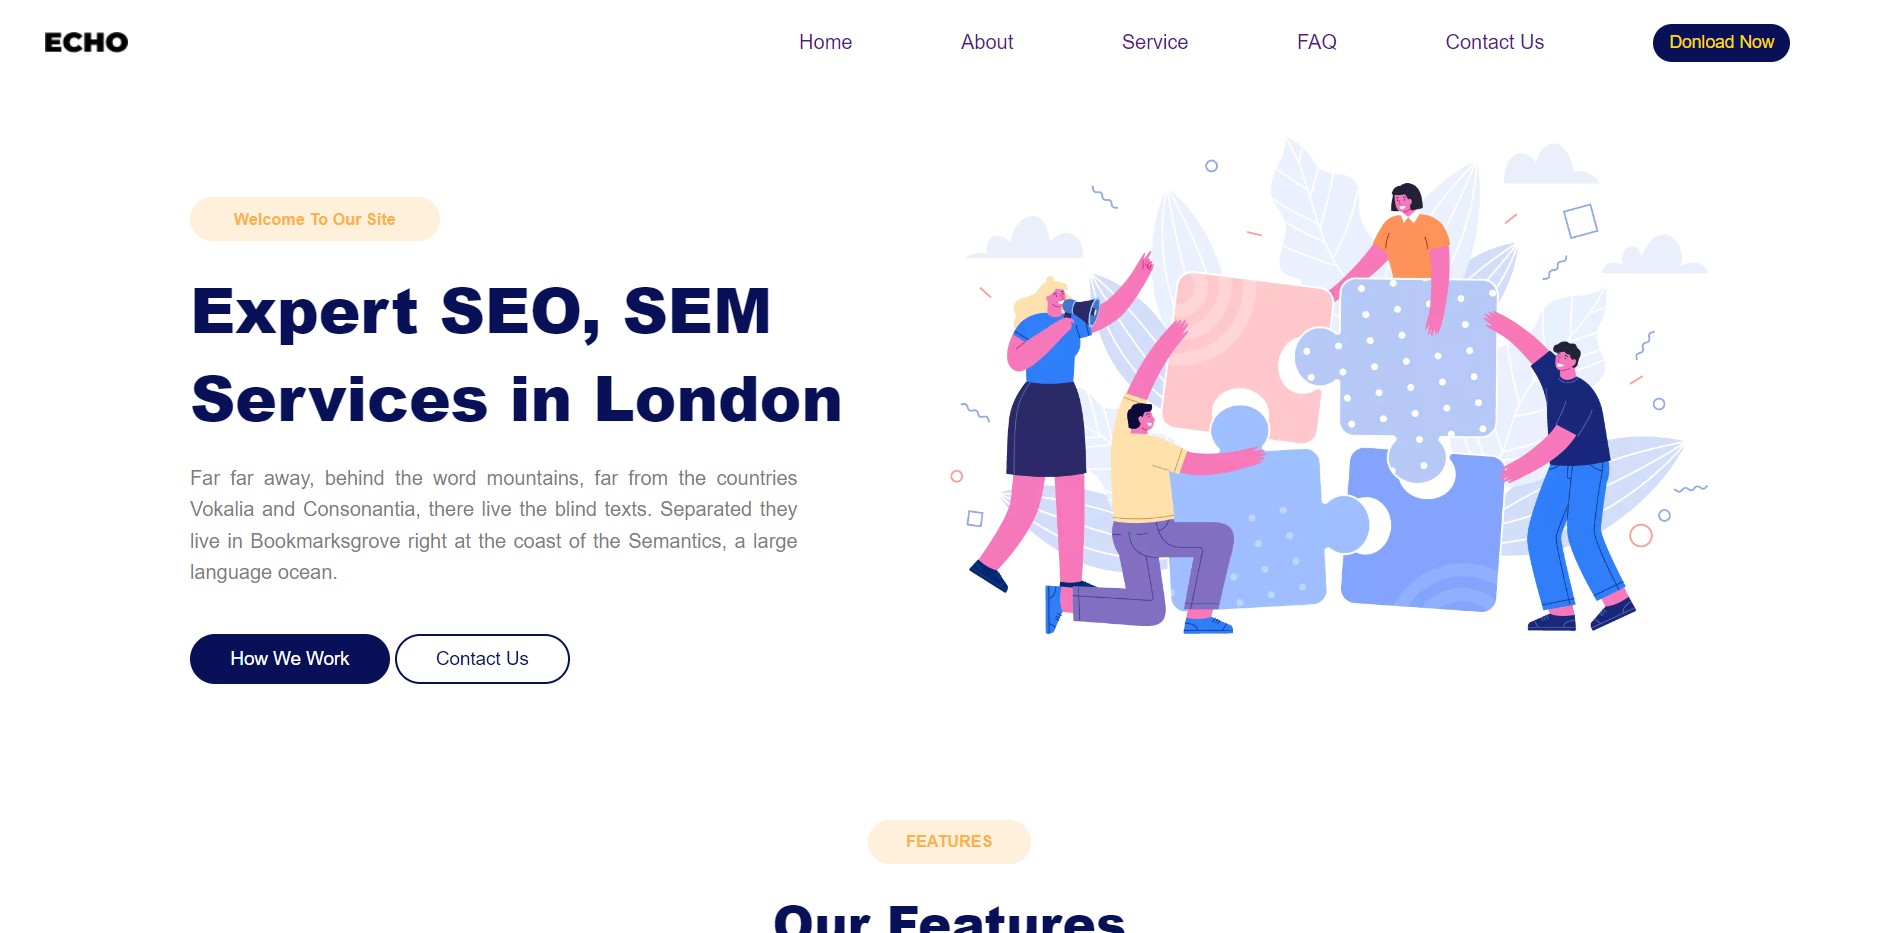 ECHO
Home
About
Service
FAQ
Contact Us
Donload Now
Welcome To Our Site
Expert SEO, SEM
Services in London
Far far away, behind the word mountains, far from the countries
Vokalia and Consonantia, there live the blind texts. Separated they
live in Bookmarksgrove right at the coast of the Semantics, a large
language ocean.
How We Work
Contact Us
FEATURES
Our Features